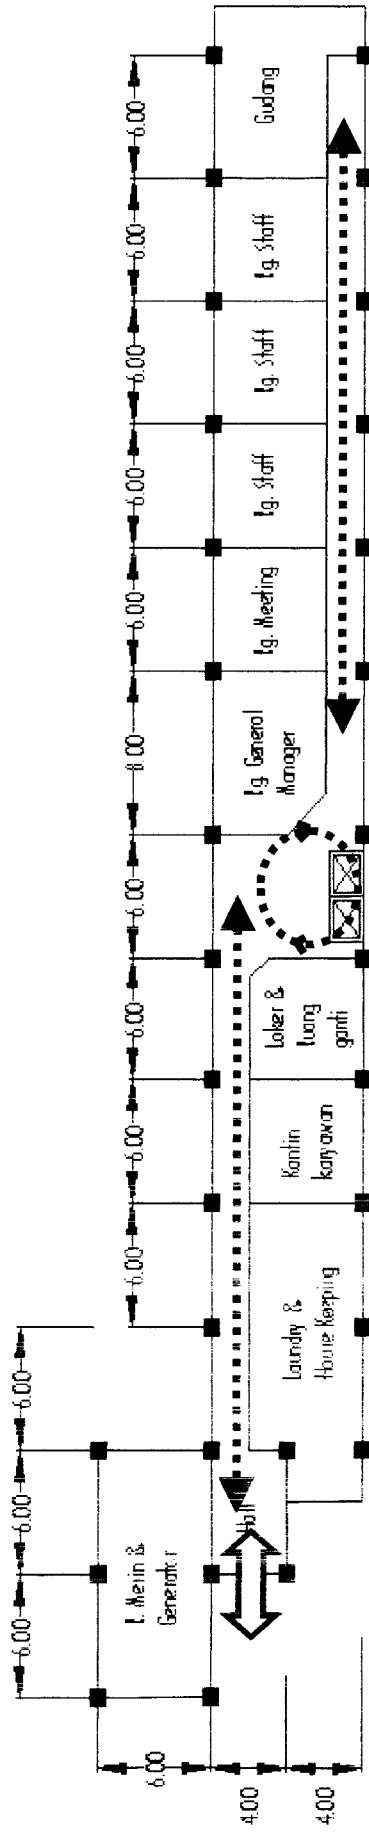 6.00
6.00
6.00
6.00
6.00
8.00
6.00
6.00
6.00
6.00
6.00
6.00
6.00
6.00
4.00
4.00
Gudang
Rg. Staff
Rg. Staff
Rg. Staff
Rg. Meeting
Rg. General
Manager
Loker &
Ruang
ganti
Kantin
karyawan
Laundry &
House Keeping
Hall
R. Mesin &
Generator